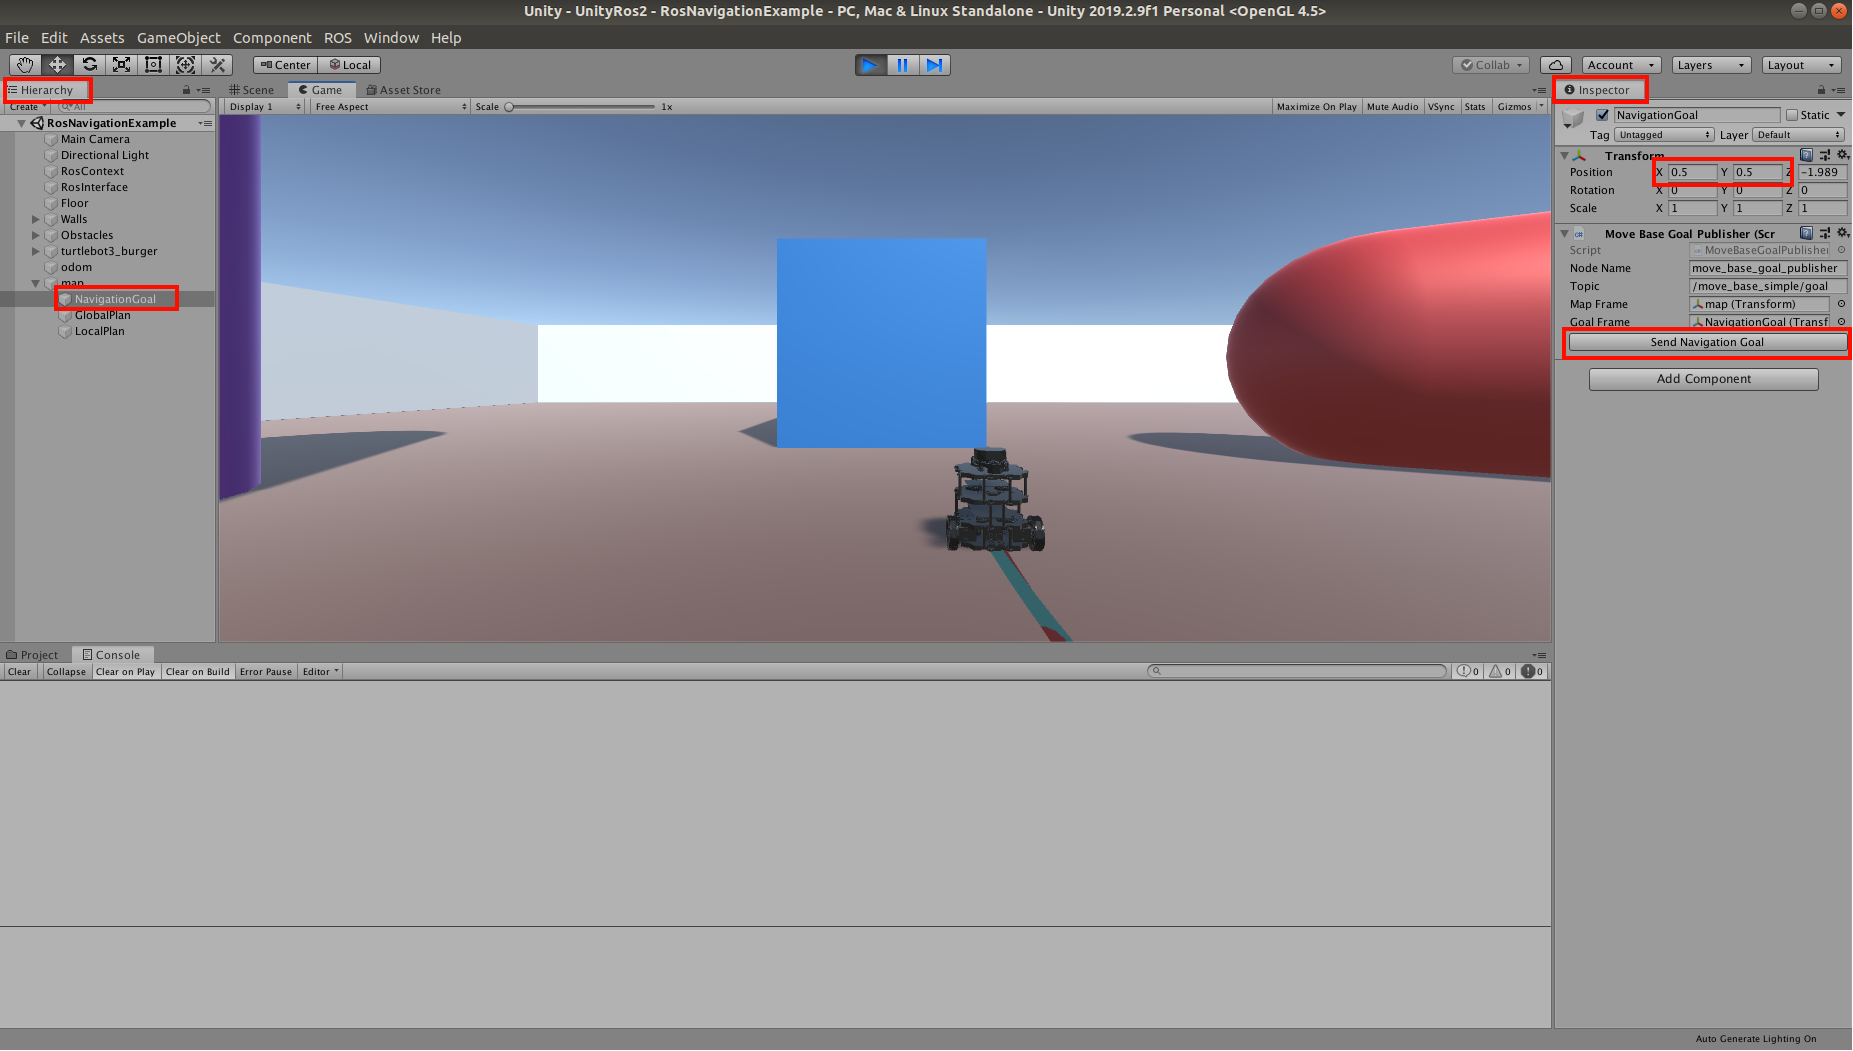 Unity - UnityRos2 - RosNavigationExample - PC, Mac & Linux Standalone - Unity 2019.2.9f1 Personal <OpenGL 4.5>
File Edit Assets GameObject Component ROS Window Help
Center Local Collab Account Layers Layout
Hierarchy
Create All
RosNavigationExample
Main Camera
Directional Light
RosContext
RosInterface
Floor
Walls
Obstacles
turtlebot3_burger
odom
map
NavigationGoal
GlobalPlan
LocalPlan
Scene Game Asset Store
Display 1 Free Aspect Scale 1x Maximize On Play Mute Audio VSync Stats Gizmos
Inspector
NavigationGoal Static
Tag Untagged Layer Default
Transform
Position X 0.5 Y 0.5 Z -1.989
Rotation X 0 Y 0 Z 0
Scale X 1 Y 1 Z 1
Move Base Goal Publisher (Scr
Script MoveBaseGoalPublisher
Node Name move_base_goal_publisher
Topic /move_base_simple/goal
Map Frame map (Transform)
Goal Frame NavigationGoal (Transf
Send Navigation Goal
Add Component
Project Console
Clear Collapse Clear on Play Clear on Build Error Pause Editor 0 0 0
Auto Generate Lighting On